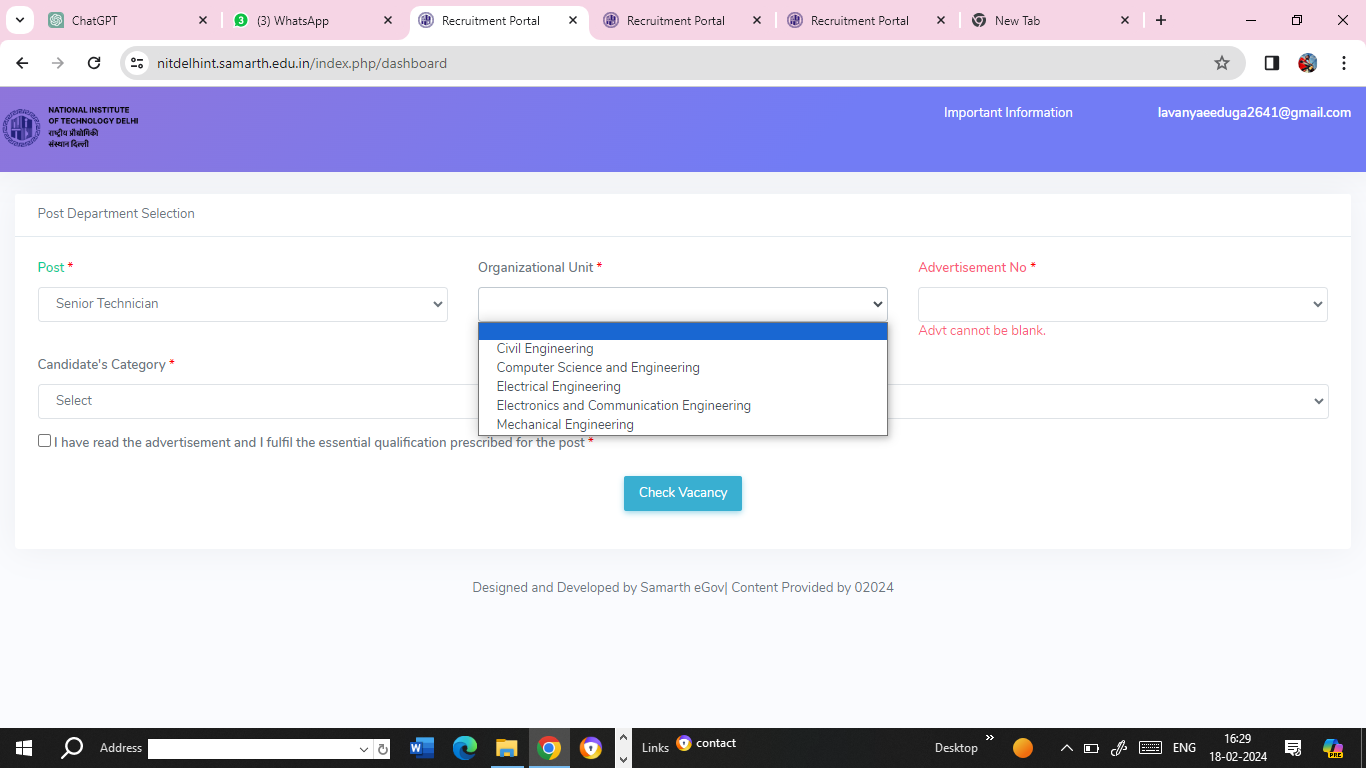 ChatGPT
3
(3) WhatsApp
Recruitment Portal
Recruitment Portal
Recruitment Portal
New Tab
nitdelhint.samarth.edu.in/index.php/dashboard
NATIONAL INSTITUTE
OF TECHNOLOGY DELHI
राष्ट्रीय प्रौद्योगिकी
संस्थान दिल्ली
Important Information
lavanyaeeduga2641@gmail.com
Post Department Selection
Post *
Organizational Unit *
Advertisement No *
Senior Technician
Advt cannot be blank.
Civil Engineering
Computer Science and Engineering
Electrical Engineering
Electronics and Communication Engineering
Mechanical Engineering
Candidate's Category *
Select
I have read the advertisement and I fulfil the essential qualification prescribed for the post *
Check Vacancy
Designed and Developed by Samarth eGov| Content Provided by 02024
Address
Links
contact
Desktop
ENG
16:29
18-02-2024
PRE